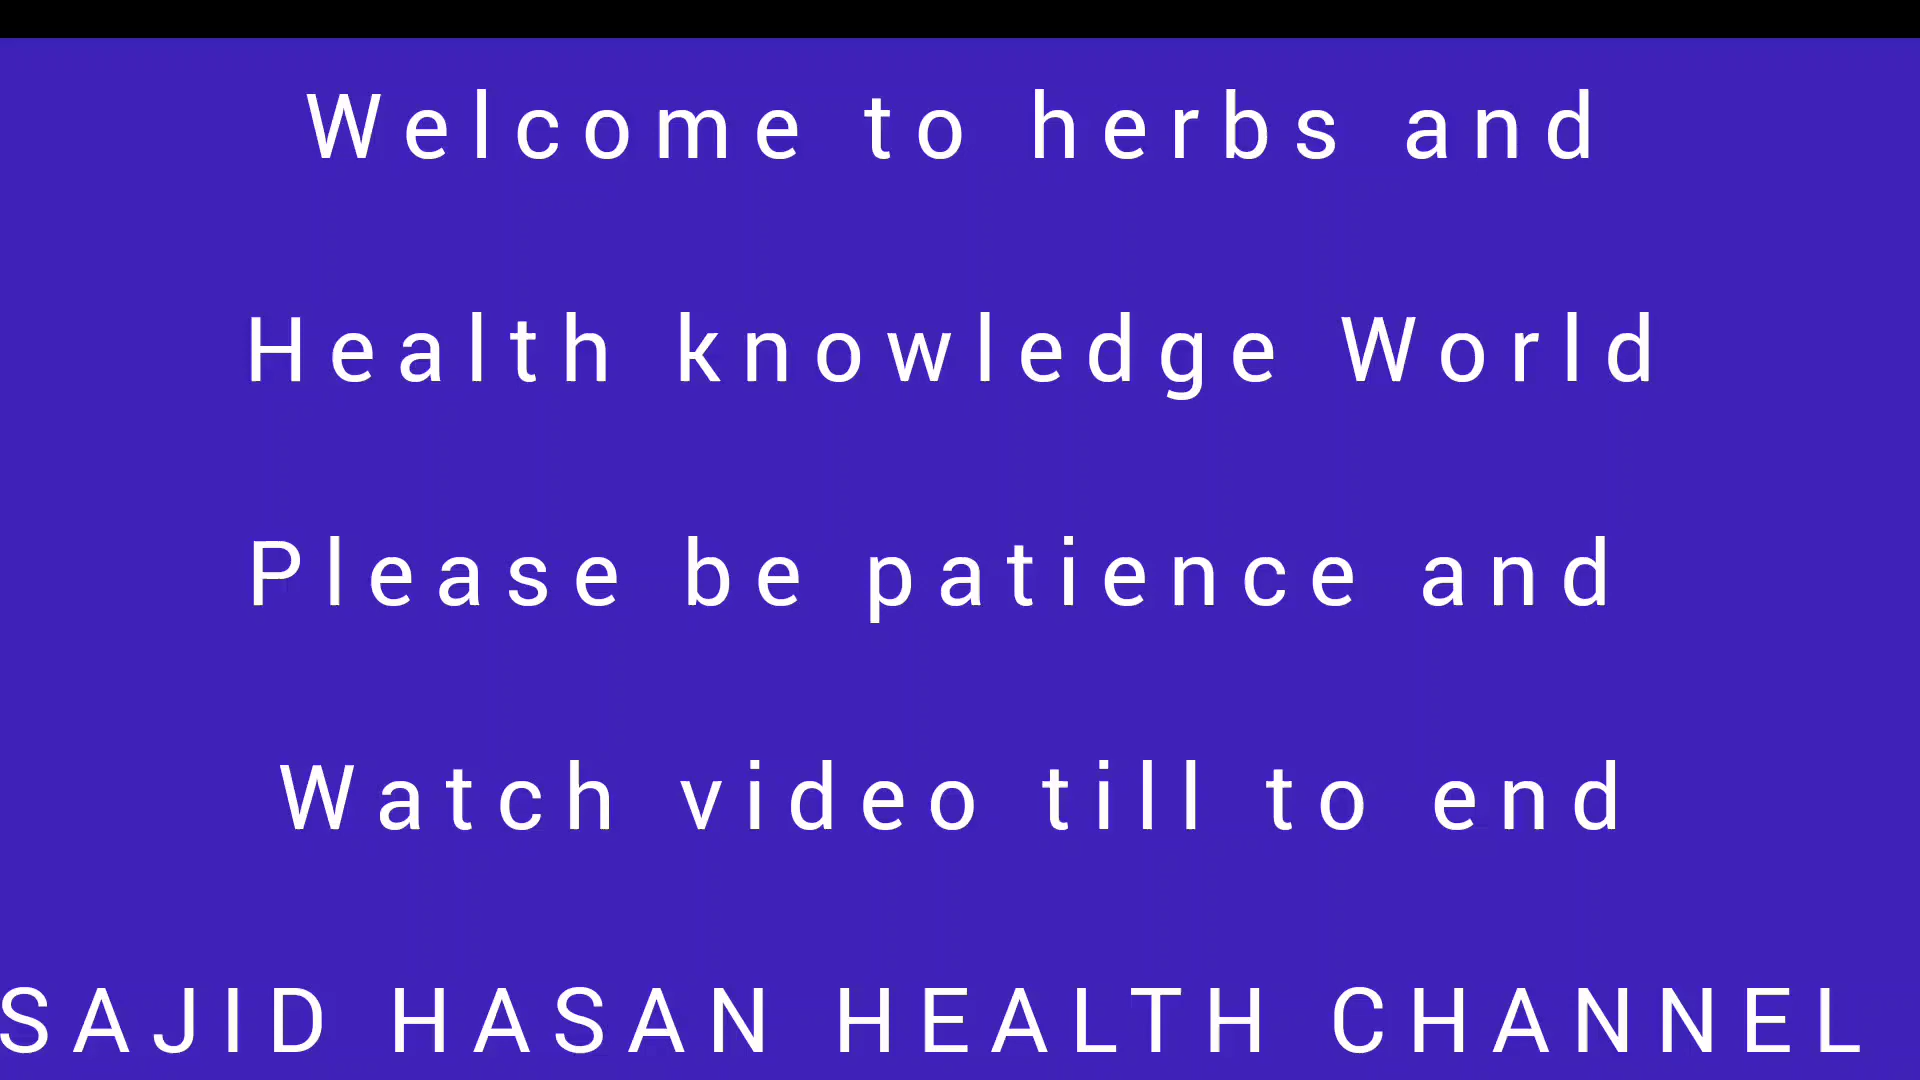 Welcome to herbs and
Health knowledge World
Please be patience and
Watch video till to end
SAJID HASAN HEALTH CHANNEL